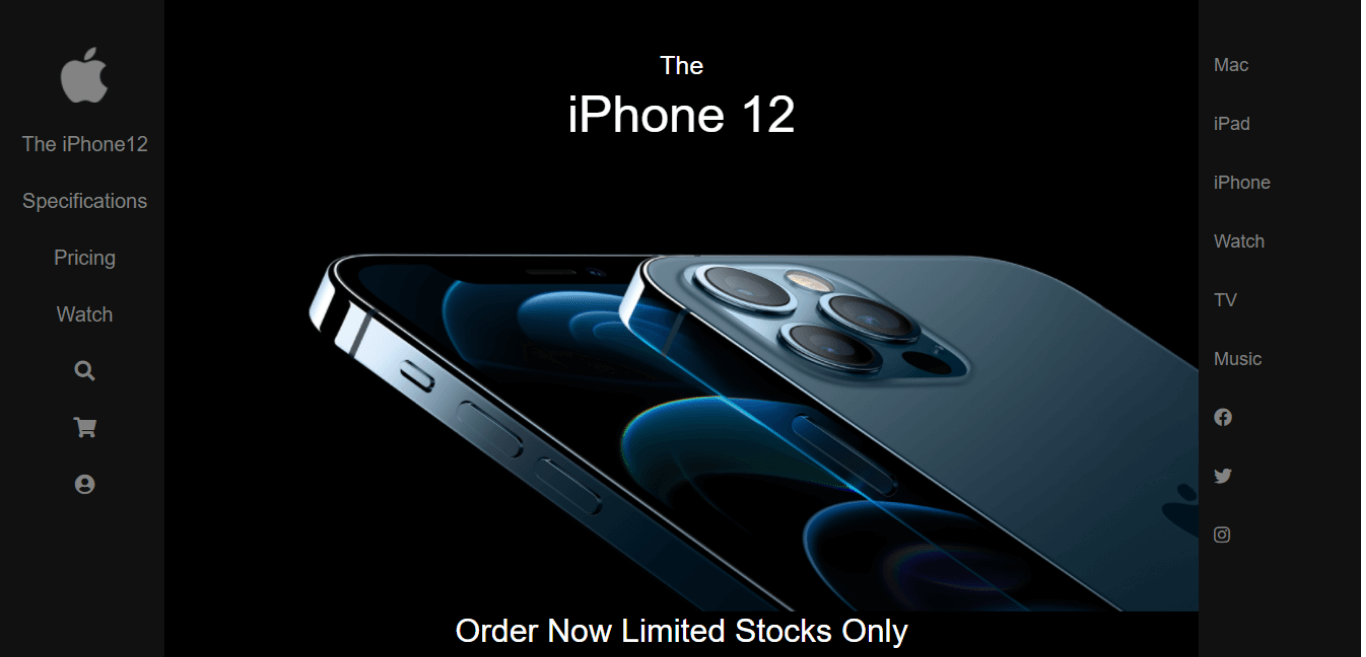 The iPhone12
Specifications
Pricing
Watch
The
iPhone 12
Order Now Limited Stocks Only
Mac
iPad
iPhone
Watch
TV
Music